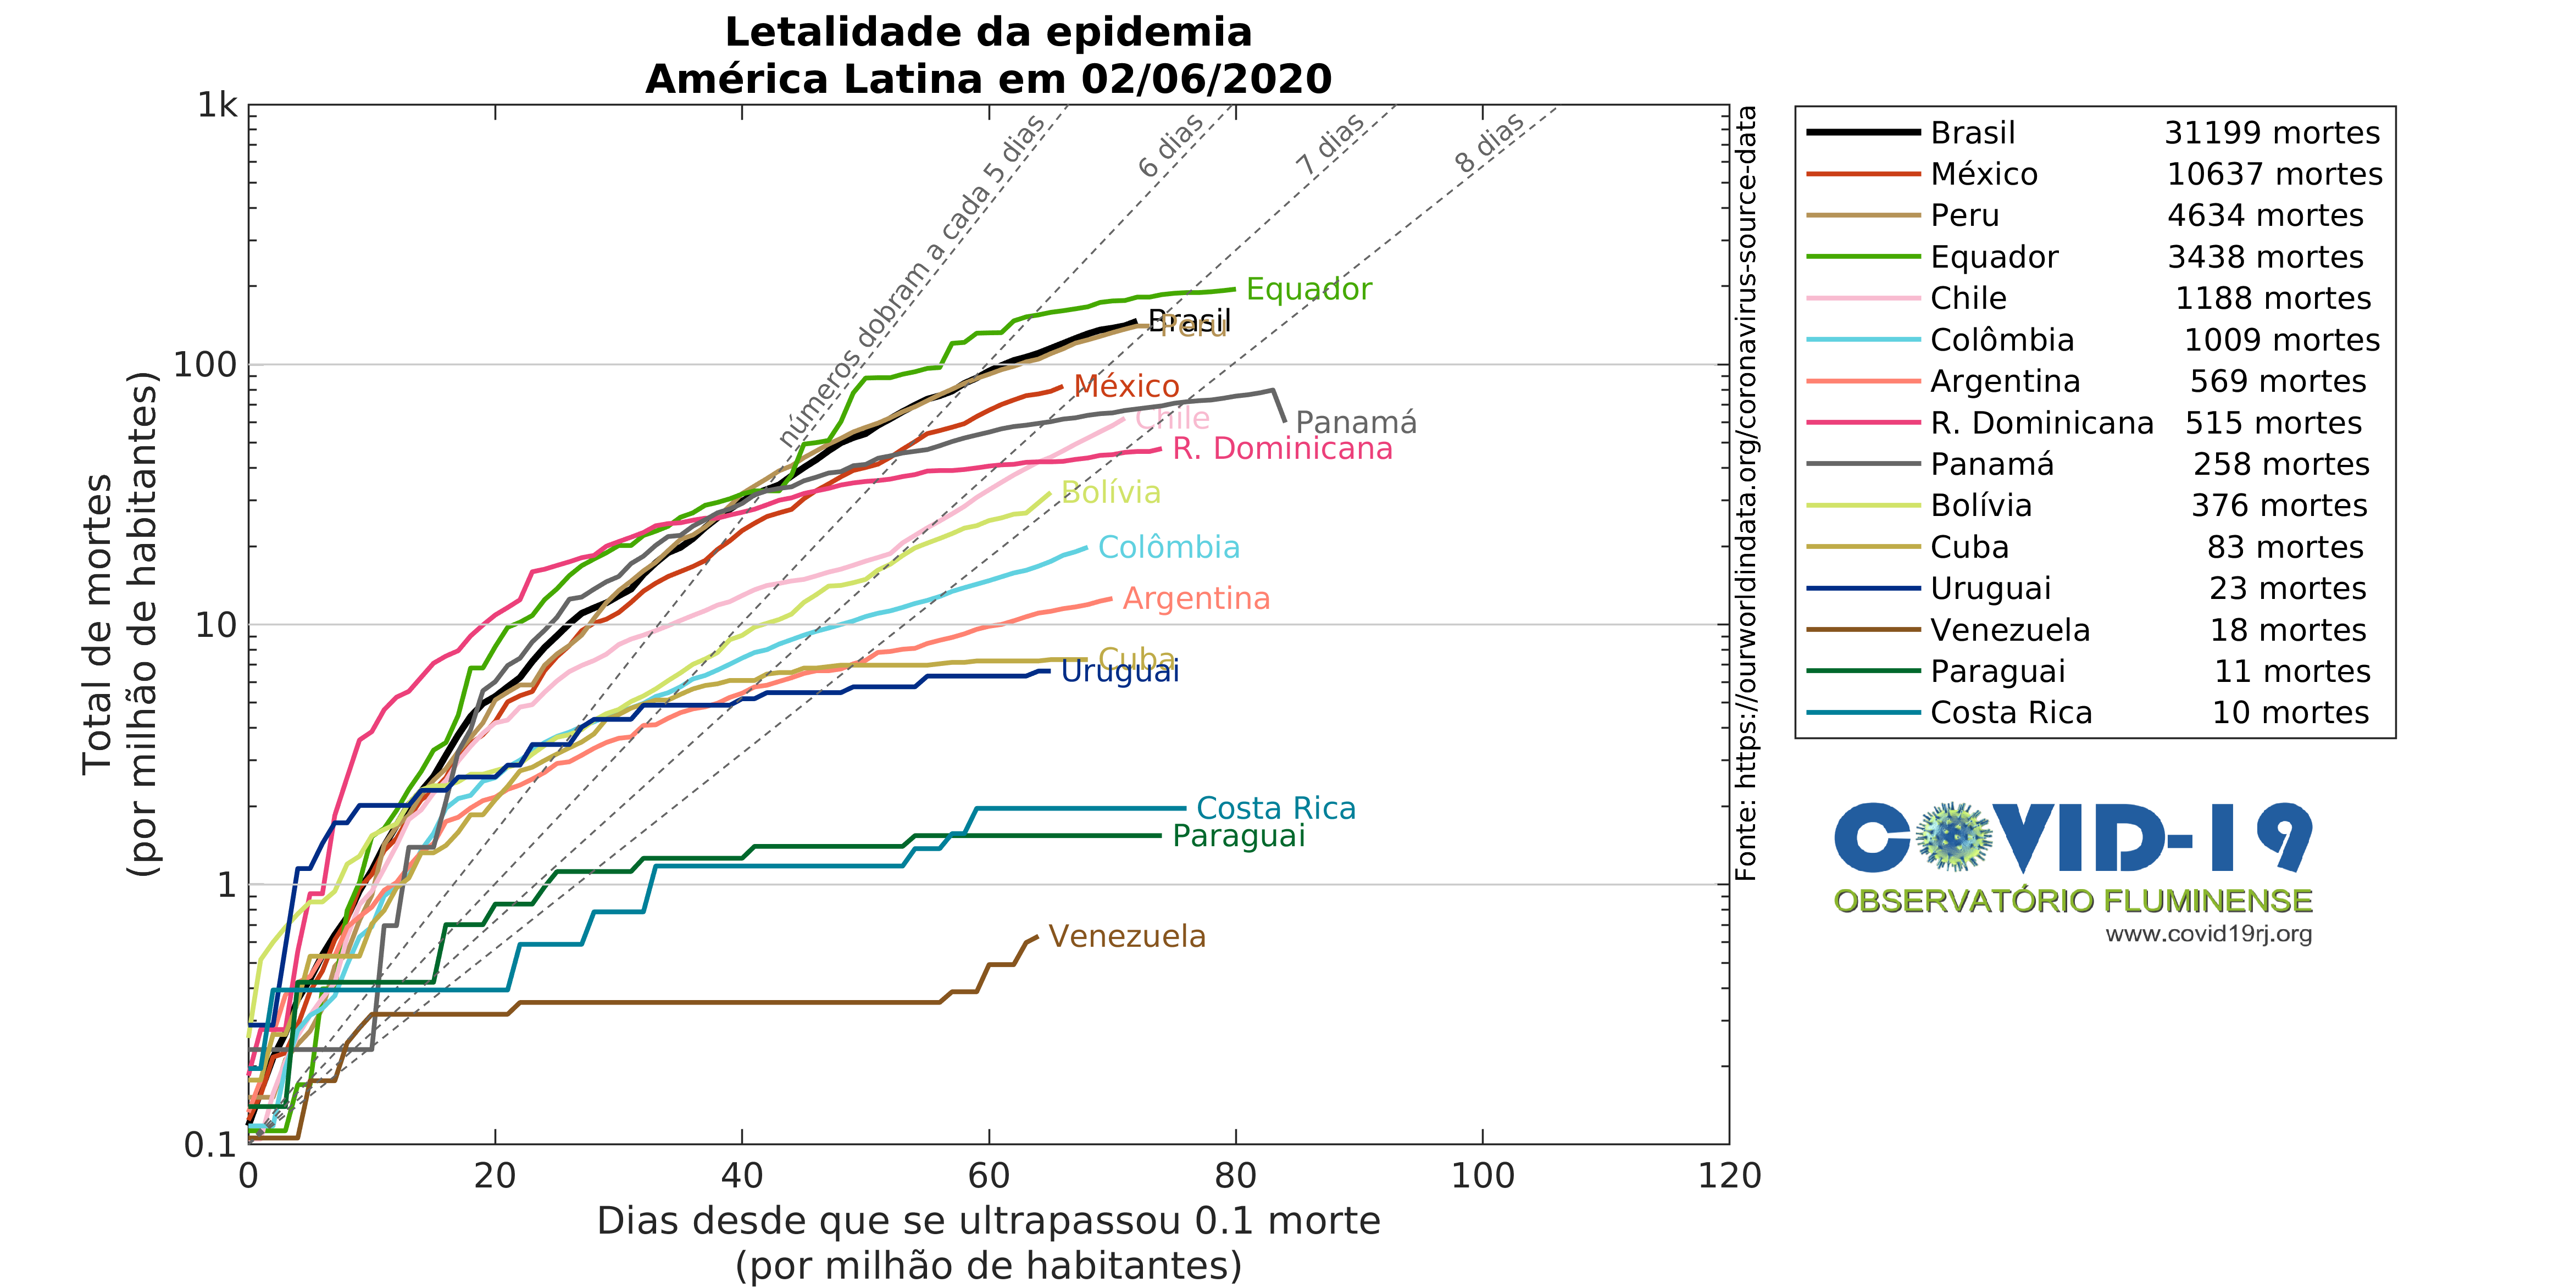 Letalidade da epidemia
América Latina em 02/06/2020
Total de mortes
(por milhão de habitantes)
1k
100
10
1
0.1
0
20
40
60
80
100
120
Dias desde que se ultrapassou 0.1 morte
(por milhão de habitantes)
números dobram a cada 5 dias
6 dias
7 dias
8 dias
Equador
Brasil
Peru
México
Chile
Panamá
R. Dominicana
Bolívia
Colômbia
Argentina
Cuba
Uruguai
Costa Rica
Paraguai
Venezuela
Fonte: https://ourworldindata.org/coronavirus-source-data
Brasil 31199 mortes
México 10637 mortes
Peru 4634 mortes
Equador 3438 mortes
Chile 1188 mortes
Colômbia 1009 mortes
Argentina 569 mortes
R. Dominicana 515 mortes
Panamá 258 mortes
Bolívia 376 mortes
Cuba 83 mortes
Uruguai 23 mortes
Venezuela 18 mortes
Paraguai 11 mortes
Costa Rica 10 mortes
COVID-19
OBSERVATÓRIO FLUMINENSE
www.covid19rj.org